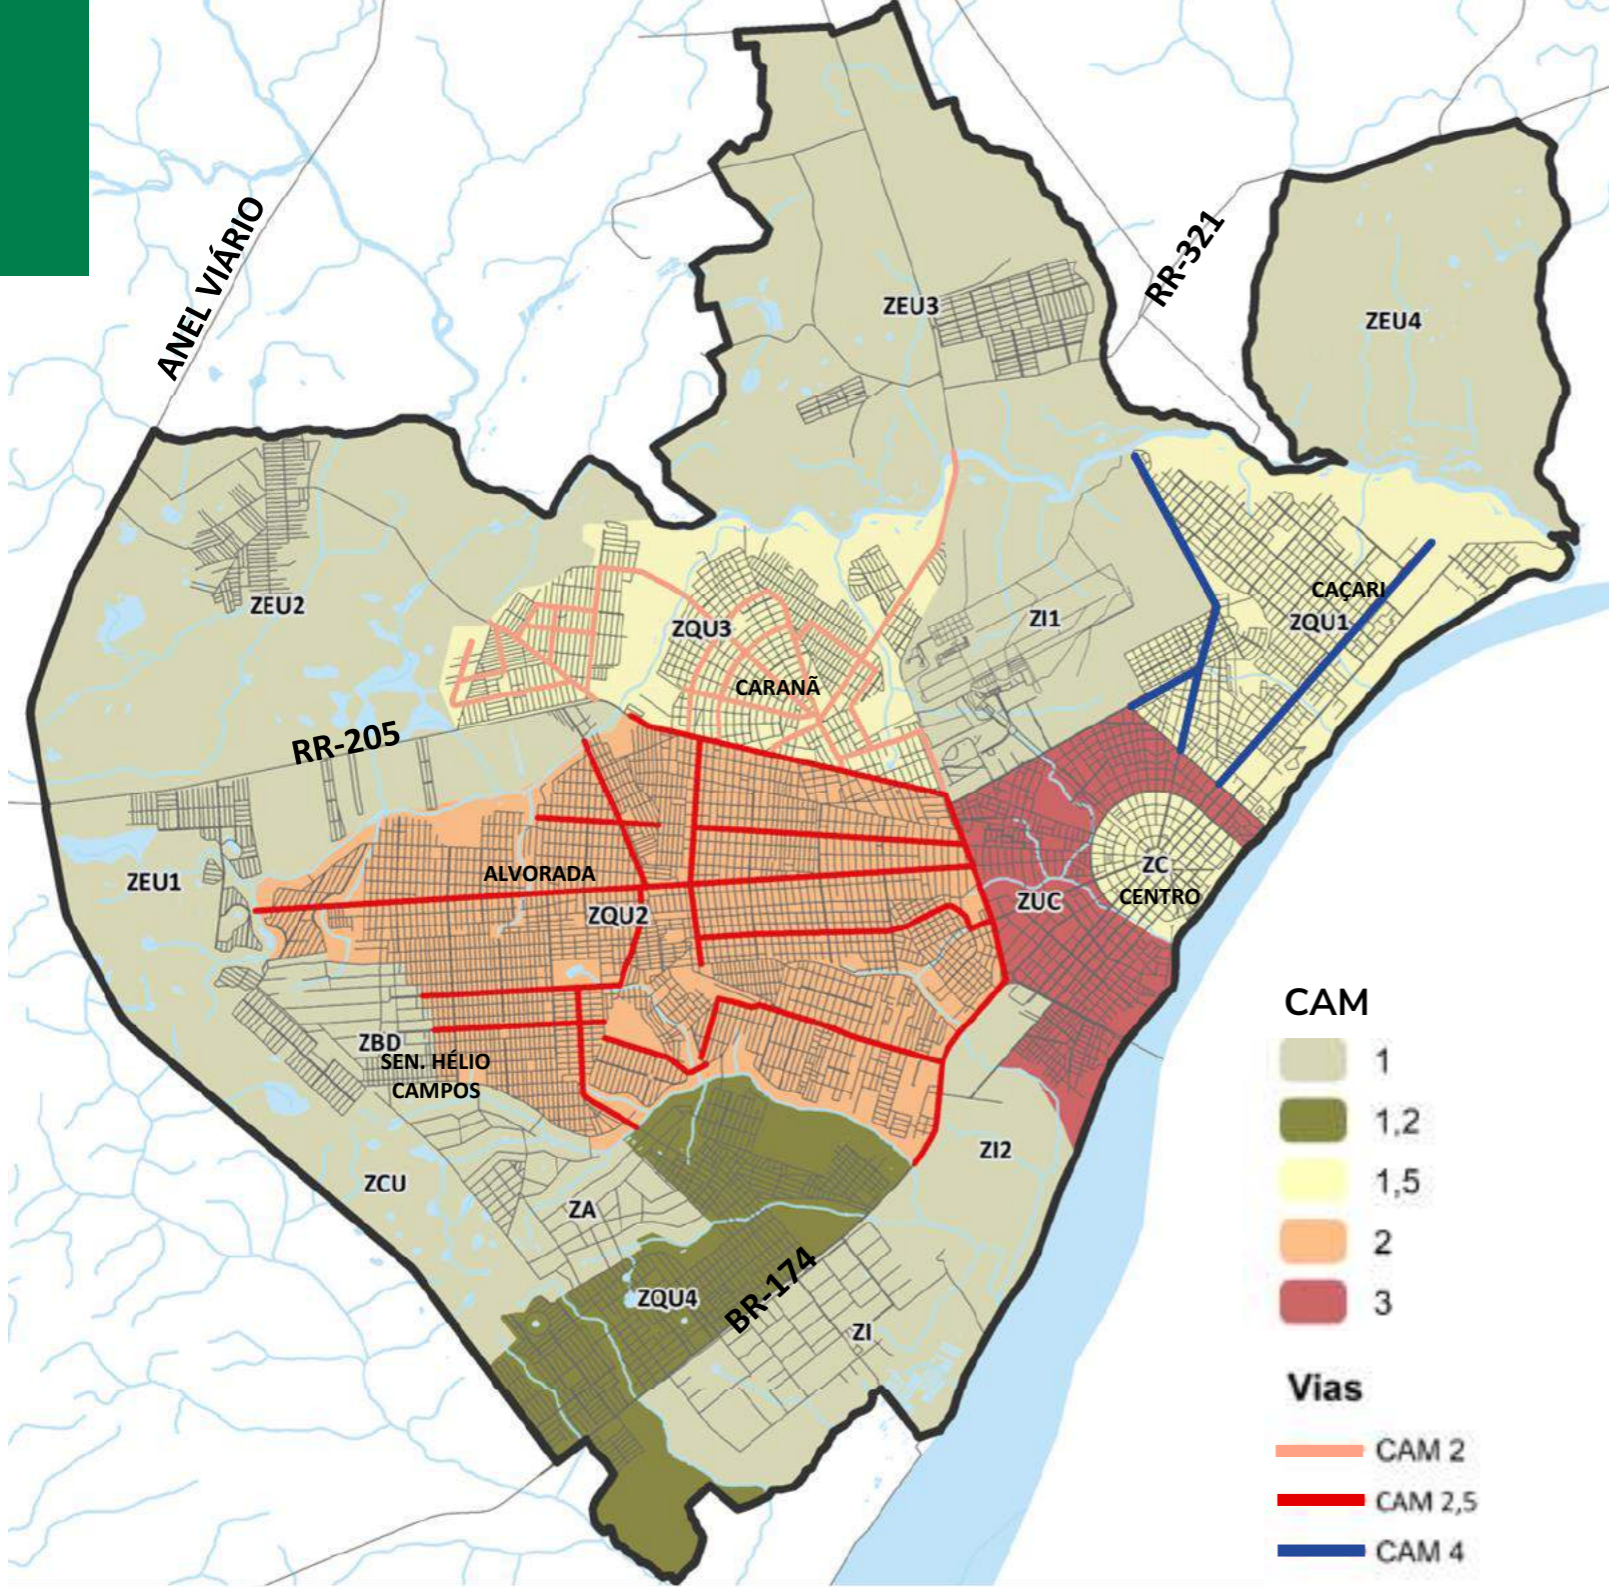 ANEL VIÁRIO
RR-321
ZEU3
ZEU4
ZEU2
ZI1
CAÇARI
ZQU1
ZQU3
CARANÃ
RR-205
ZEU1
ALVORADA
ZQU2
ZC
CENTRO
ZUC
ZBD
SEN. HÉLIO
CAMPOS
ZI2
ZCU
ZA
ZQU4
BR-174
ZI
CAM
1
1,2
1,5
2
3
Vias
CAM 2
CAM 2,5
CAM 4